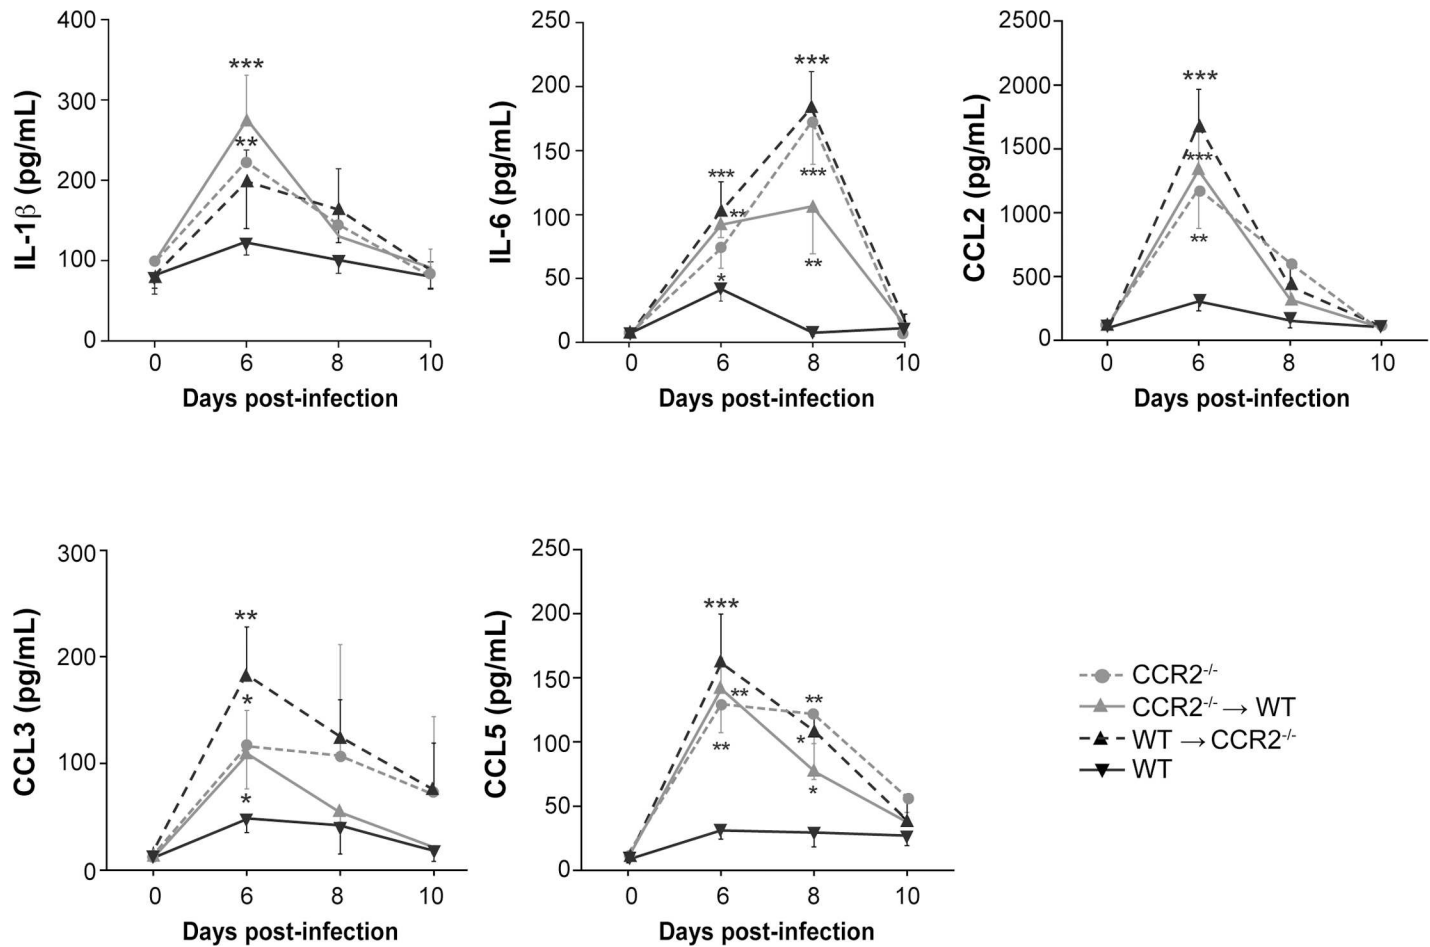 IL-1β (pg/mL)
400
300
200
100
0
***
**
0 6 8 10
Days post-infection
IL-6 (pg/mL)
250
200
150
100
50
0
***
***
***
**
**
*
0 6 8 10
Days post-infection
CCL2 (pg/mL)
2500
2000
1500
1000
500
0
***
***
**
0 6 8 10
Days post-infection
CCL3 (pg/mL)
300
200
100
0
**
*
*
0 6 8 10
Days post-infection
CCL5 (pg/mL)
250
200
150
100
50
0
***
**
**
*
**
*
0 6 8 10
Days post-infection
CCR2-/-
CCR2-/- → WT
WT → CCR2-/-
WT